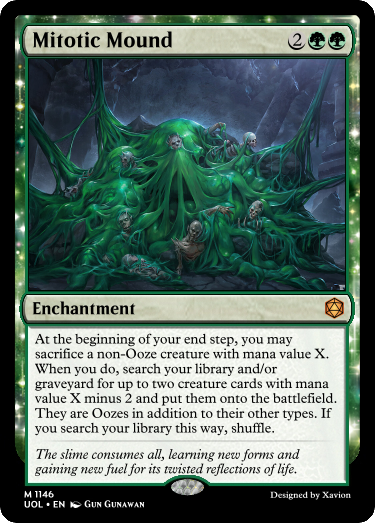 Mitotic Mound 2
Enchantment
At the beginning of your end step, you may
sacrifice a non-Ooze creature with mana value X.
When you do, search your library and/or
graveyard for up to two creature cards with mana
value X minus 2 and put them onto the battlefield.
They are Oozes in addition to their other types. If
you search your library this way, shuffle.
The slime consumes all, learning new forms and
gaining new fuel for its twisted reflections of life.
M 1146
UOL • EN Gun Gunawan
Designed by Xavion